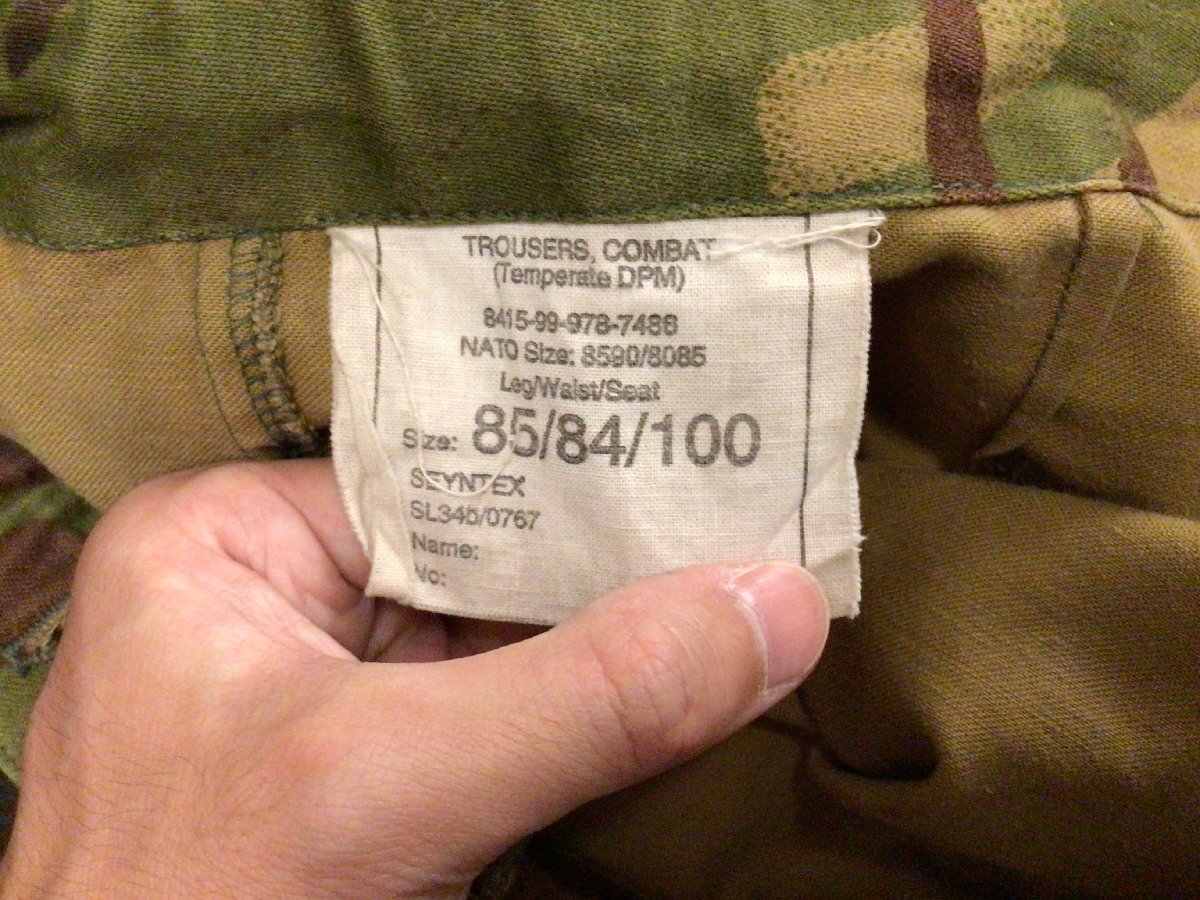 TROUSERS, COMBAT
(Temperate DPM)
8415-99-978-7488
NATO Size: 8590/8085
Leg/Waist/Seat
Size: 85/84/100
SEYNTEX
SL34b/0767
Name:
No: